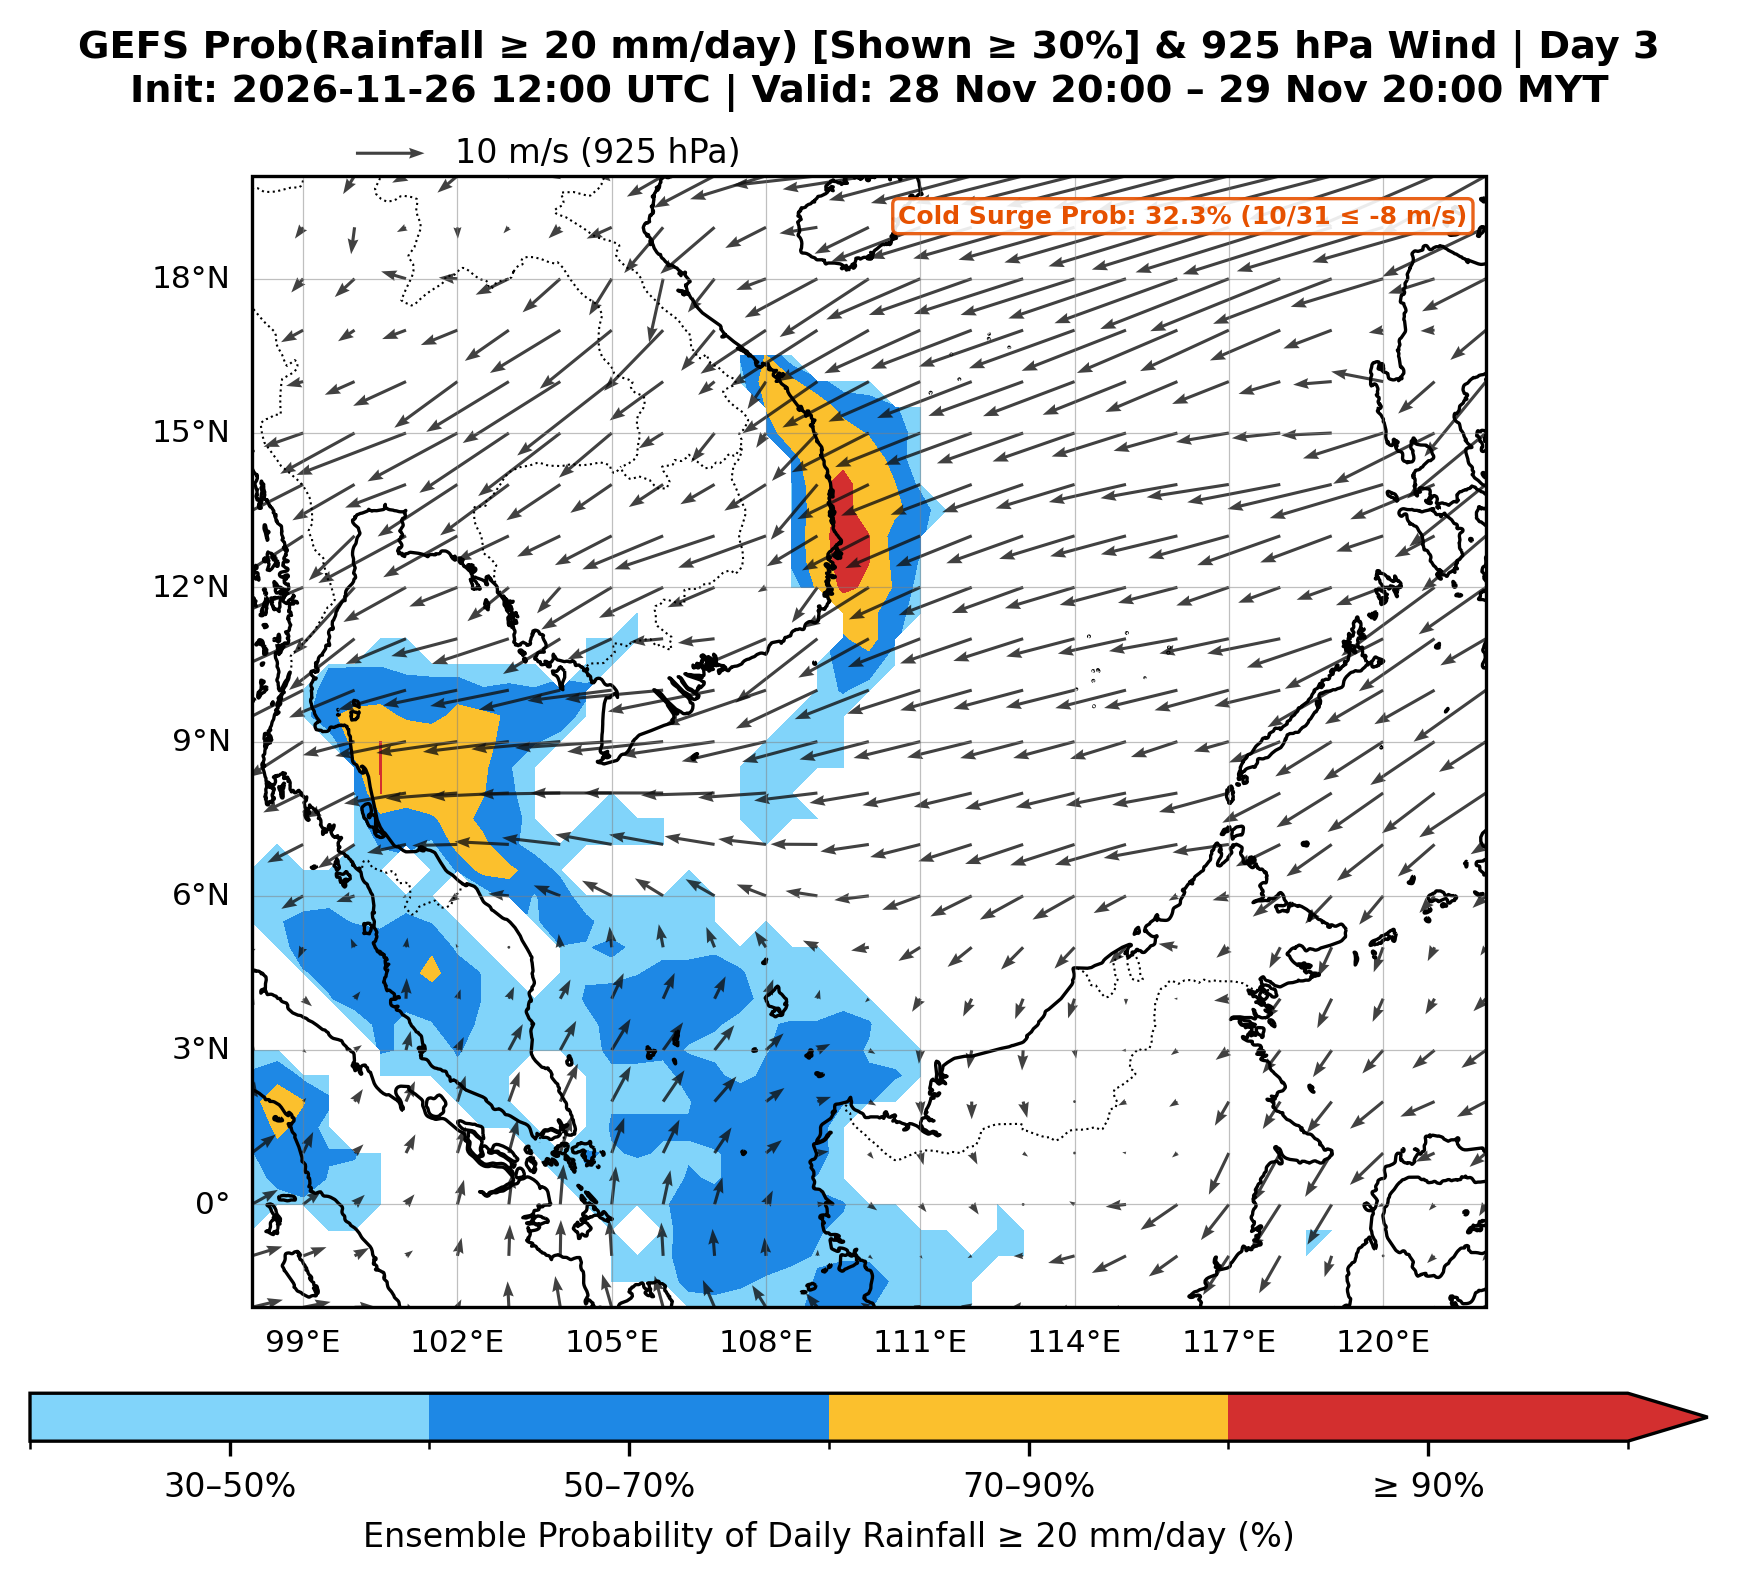 GEFS Prob(Rainfall ≥ 20 mm/day) [Shown ≥ 30%] & 925 hPa Wind | Day 3
Init: 2026-11-26 12:00 UTC | Valid: 28 Nov 20:00 – 29 Nov 20:00 MYT
10 m/s (925 hPa)
Cold Surge Prob: 32.3% (10/31 ≤ -8 m/s)
18°N
15°N
12°N
9°N
6°N
3°N
0°
99°E 102°E 105°E 108°E 111°E 114°E 117°E 120°E
30–50% 50–70% 70–90% ≥ 90%
Ensemble Probability of Daily Rainfall ≥ 20 mm/day (%)